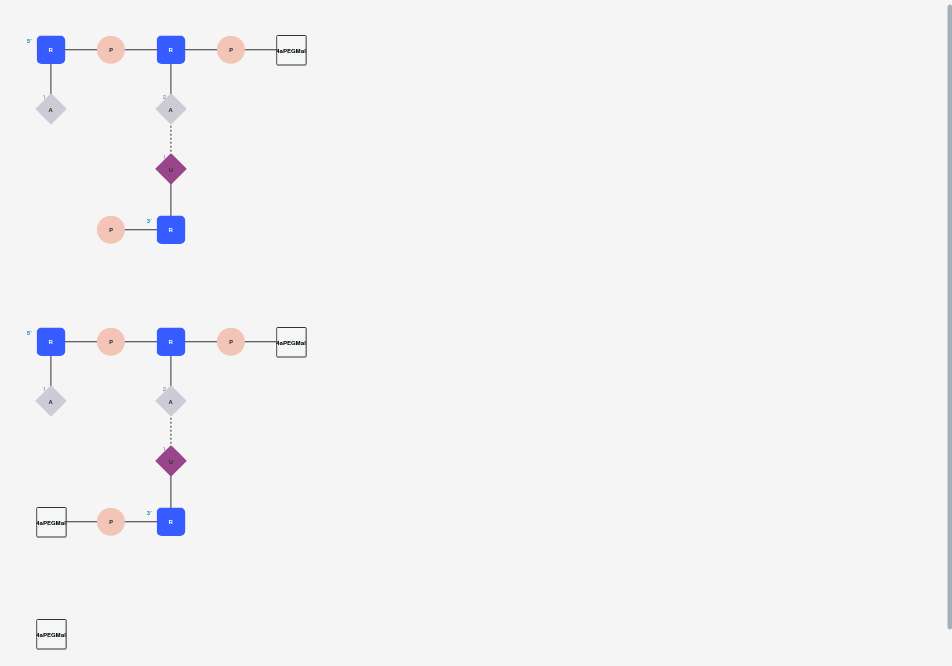 5'
R P R P 4aPEGMal
1 2
A A
1
U
3'
P R
5'
R P R P 4aPEGMal
1 2
A A
1
U
3'
4aPEGMal P R
4aPEGMal